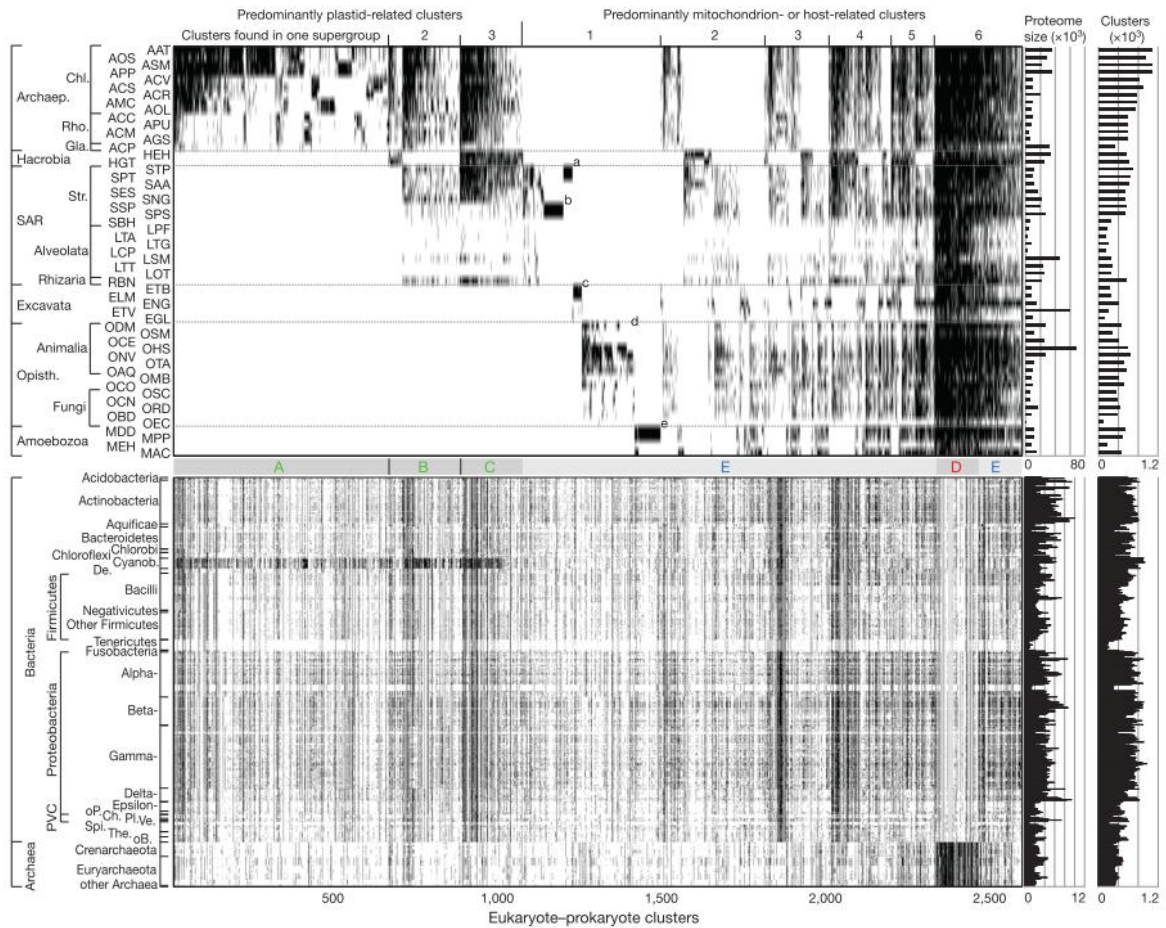 Predominantly plastid-related clusters
Predominantly mitochondrion- or host-related clusters
Proteome size (×10³)
Clusters (×10³)
Clusters found in one supergroup 2 3 1 2 3 4 5 6
AAT
AOS
ASM
APP
ACV
ACS
ACR
AMC
AOL
ACC
APU
ACM
AGS
ACP
HEH
HGT
STP
SPT
SAA
SES
SNG
SSP
SPS
SBH
LPF
LTA
LTG
LCP
LSM
LTT
LOT
RBN
ETB
ELM
ENG
ETV
EGL
ODM
OSM
OCE
OHS
ONV
OTA
OAQ
OMB
OCO
OSC
OCN
ORD
OBD
OEC
MDD
MPP
MEH
MAC
Chl.
Archaep.
Rho.
Gla.
Hacrobia
Str.
SAR
Alveolata
Rhizaria
Excavata
Animalia
Opisth.
Fungi
Amoebozoa
a
b
c
d
e
0 80 0 1.2
A B C E D E
Acidobacteria
Actinobacteria
Aquificae
Bacteroidetes
Chlorobi
Chloroflexi
Cyanob.
De.
Bacilli
Negativicutes
Other Firmicutes
Tenericutes
Fusobacteria
Alpha-
Beta-
Gamma-
Delta-
Epsilon-
oP. Ch. Pl. Ve.
Spi.
The.
oB.
Crenarchaeota
Euryarchaeota
other Archaea
Firmicutes
Bacteria
Proteobacteria
PVC
Archaea
500 1,000 1,500 2,000 2,500
0 12 0 1.2
Eukaryote–prokaryote clusters